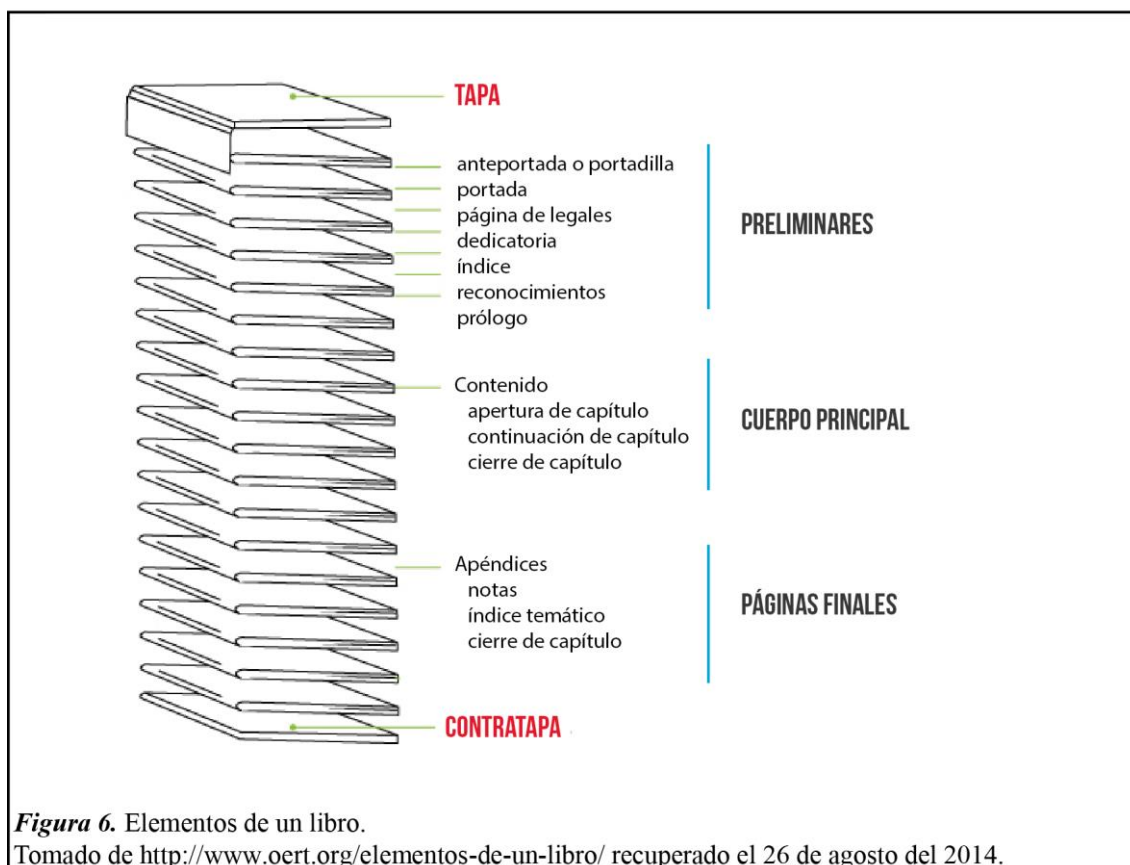 TAPA
anteportada o portadilla
portada
página de legales
dedicatoria
índice
reconocimientos
prólogo
PRELIMINARES
Contenido
apertura de capítulo
continuación de capítulo
cierre de capítulo
CUERPO PRINCIPAL
Apéndices
notas
índice temático
cierre de capítulo
PÁGINAS FINALES
CONTRATAPA
Figura 6. Elementos de un libro.
Tomado de http://www.oert.org/elementos-de-un-libro/ recuperado el 26 de agosto del 2014.